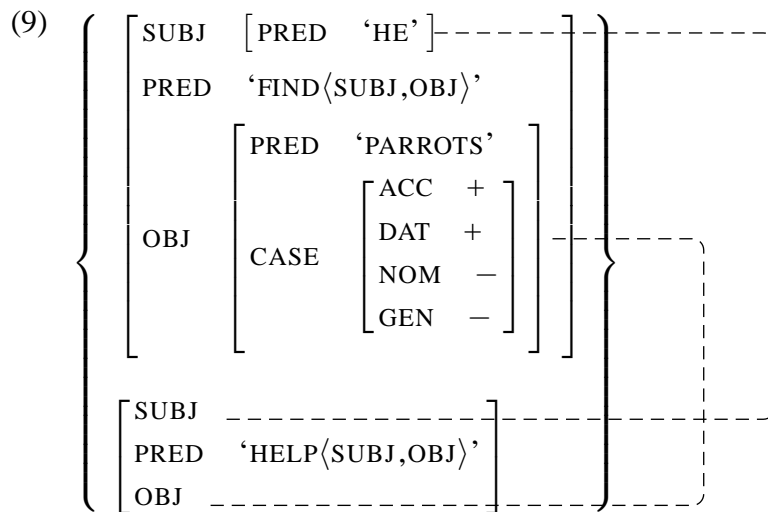 (9)
SUBJ [PRED ‘HE’]
PRED ‘FIND⟨SUBJ,OBJ⟩’
PRED ‘PARROTS’
ACC +
DAT +
OBJ
CASE
NOM −
GEN −
SUBJ
PRED ‘HELP⟨SUBJ,OBJ⟩’
OBJ